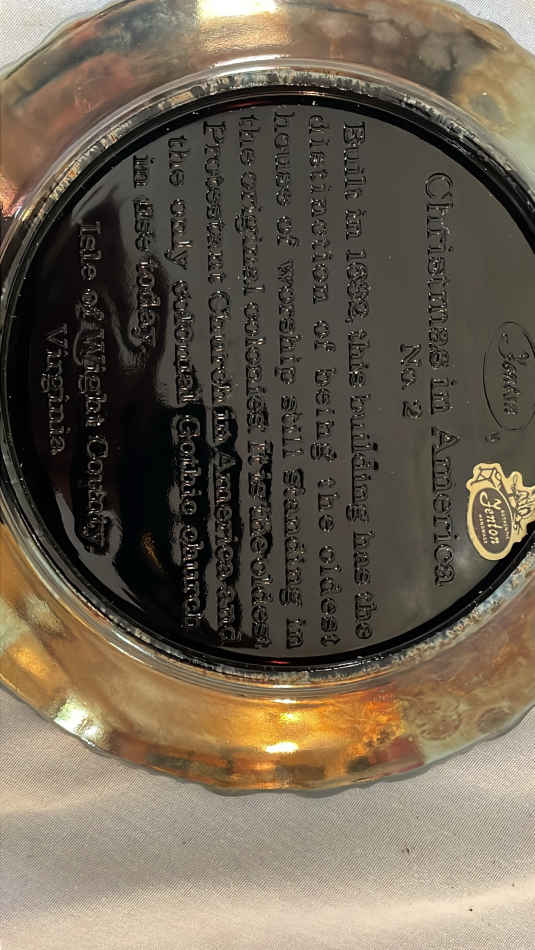 Fenton
Fenton
Christmas in America
No. 2
Built in 1632 this building has the
distinction of being the oldest
house of worship still standing in
the original colonies. It is the oldest
Protestant Church in America and
the only colonial Gothic church
in use today.
Isle of Wight County,
Virginia